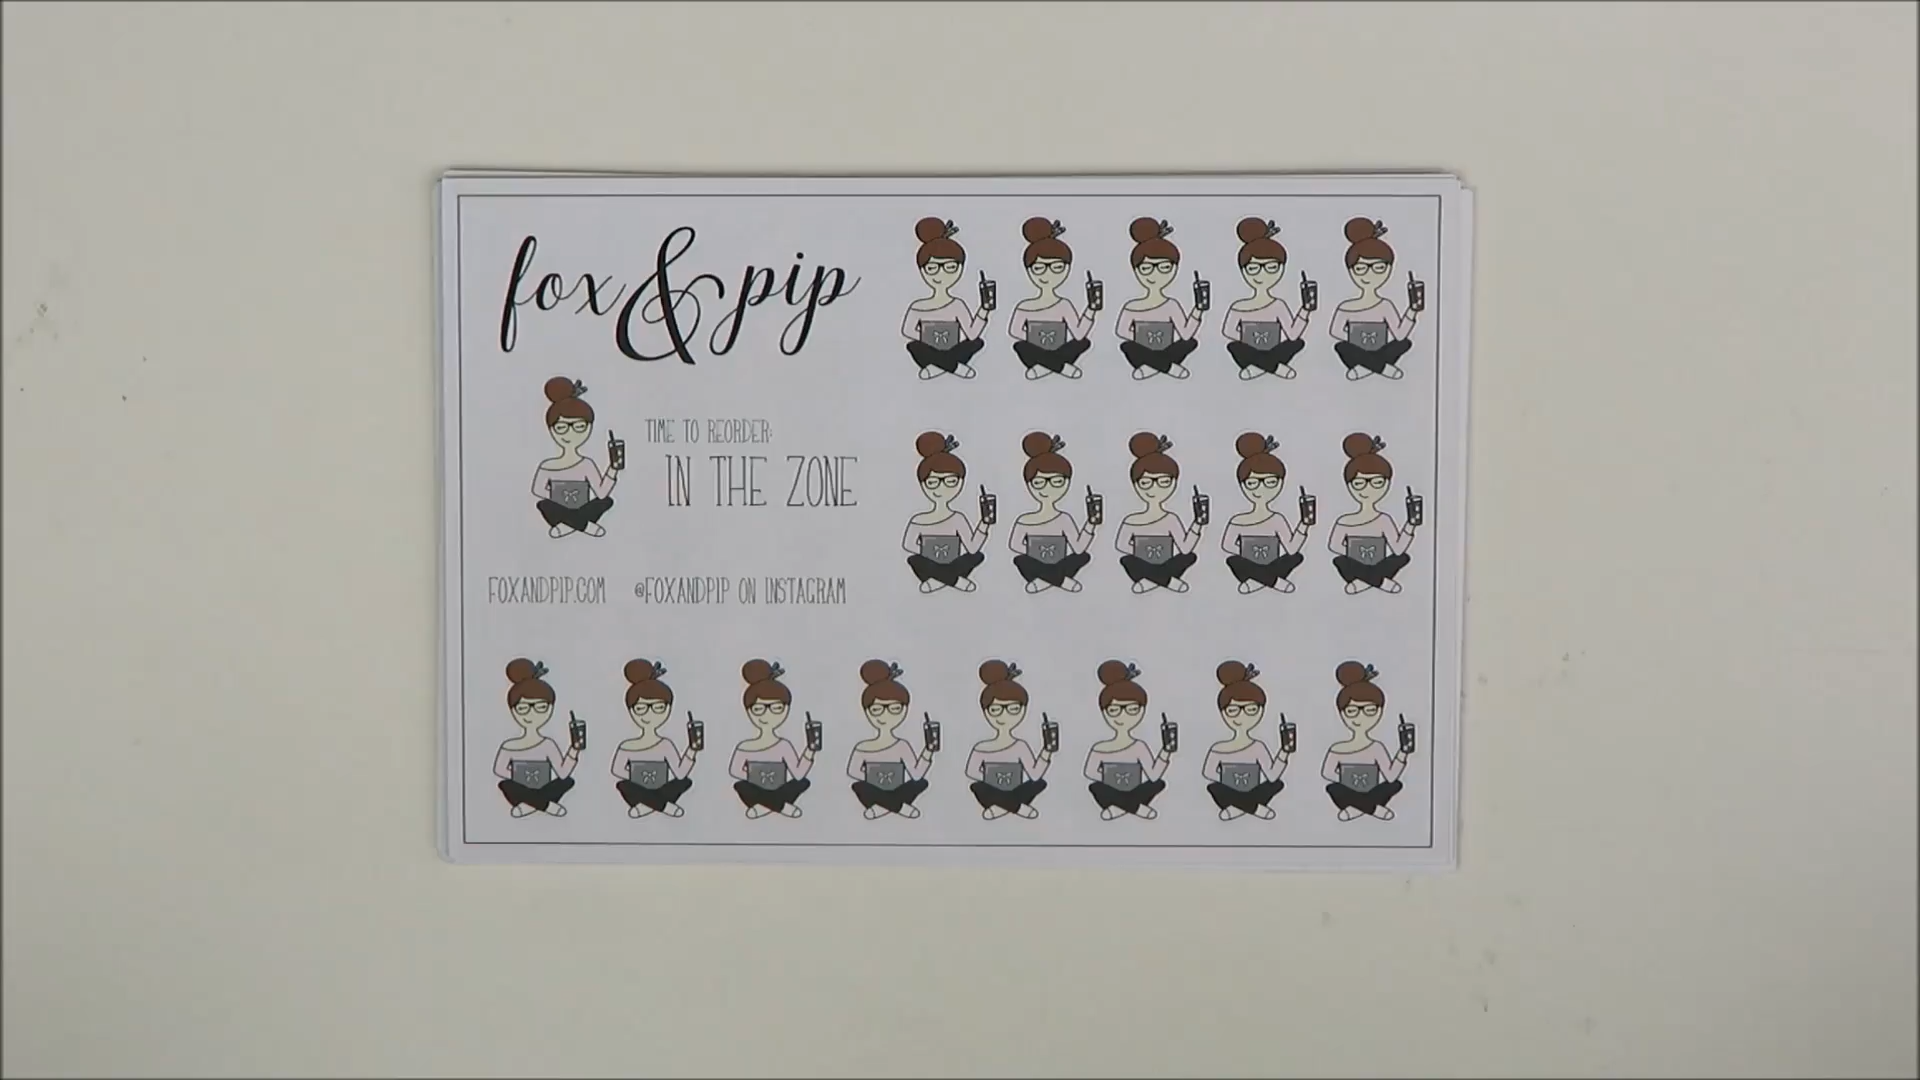 fox & pip
TIME TO REORDER:
IN THE ZONE
FOXANDPIP.COM @FOXANDPIP ON INSTAGRAM